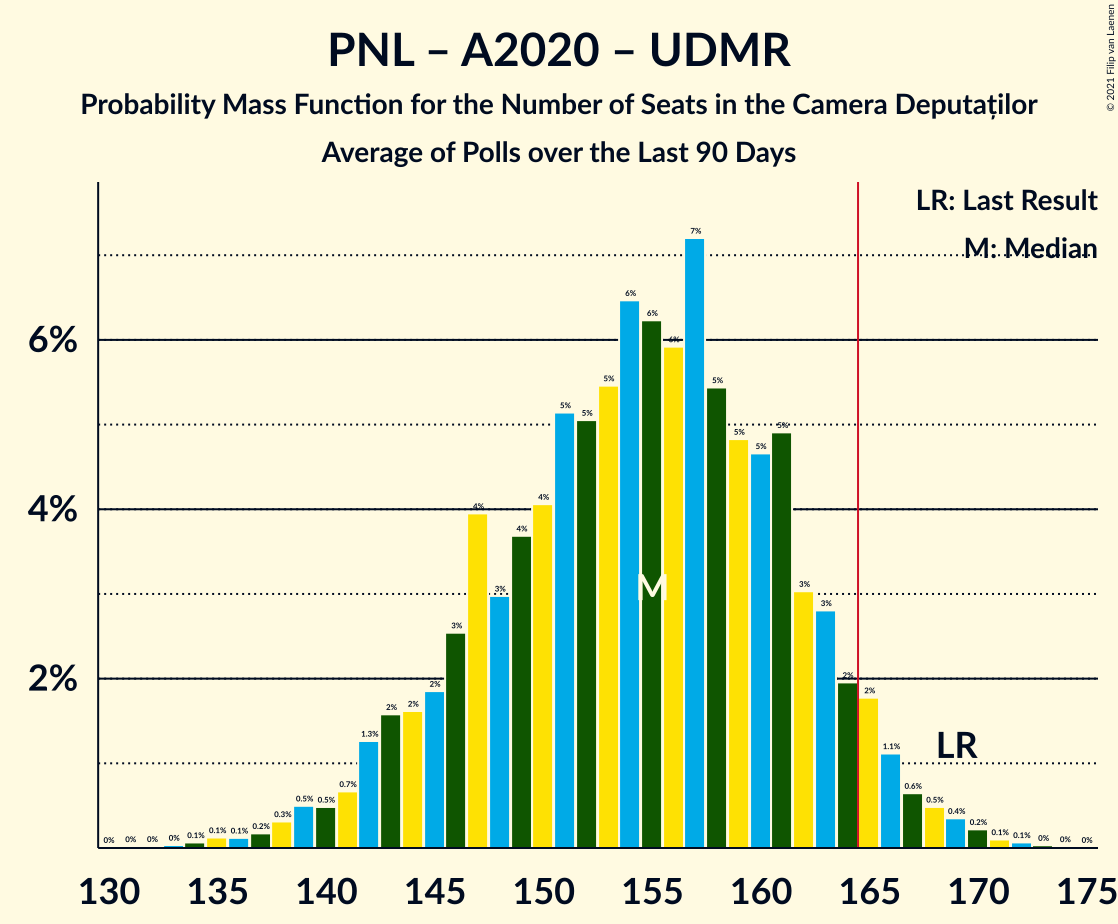 PNL – A2020 – UDMR
Probability Mass Function for the Number of Seats in the Camera Deputaților
Average of Polls over the Last 90 Days
© 2021 Filip van Laenen
LR: Last Result
M: Median
6%
4%
2%
0% 0% 0% 0% 0.1% 0.1% 0.1% 0.2% 0.3% 0.5% 0.5% 0.7% 1.3% 2% 2% 2% 3% 4% 3% 4% 4% 5% 5% 5% 6% 6% 6% 7% 5% 5% 5% 5% 3% 3% 2% 2% 1.1% 0.6% 0.5% 0.4% 0.2% 0.1% 0.1% 0% 0% 0%
M
LR
130 135 140 145 150 155 160 165 170 175